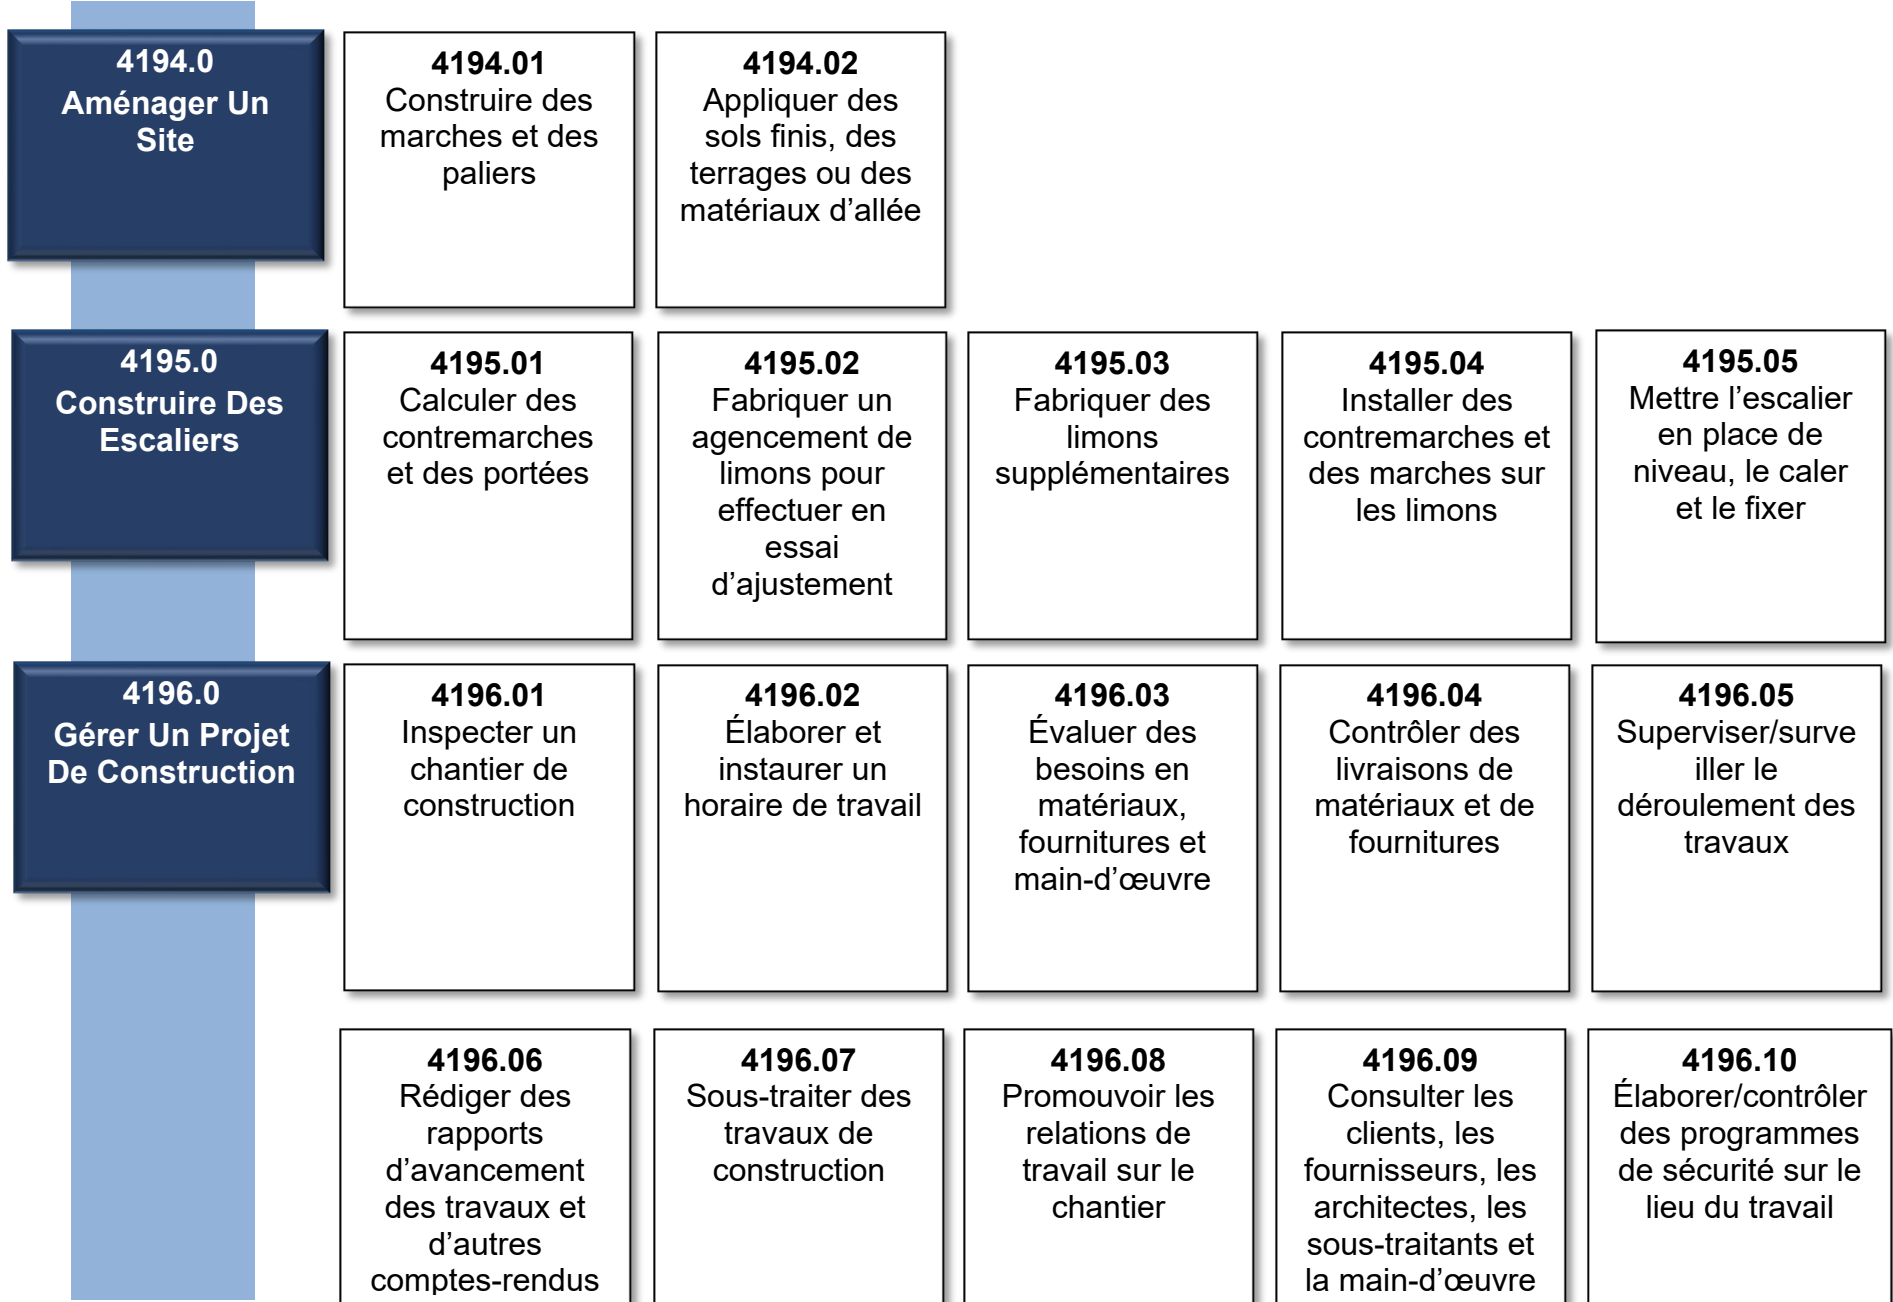 4194.0
Aménager Un
Site
4194.01
Construire des
marches et des
paliers
4194.02
Appliquer des
sols finis, des
terrages ou des
matériaux d’allée
4195.0
Construire Des
Escaliers
4195.01
Calculer des
contremarches
et des portées
4195.02
Fabriquer un
agencement de
limons pour
effectuer en
essai
d’ajustement
4195.03
Fabriquer des
limons
supplémentaires
4195.04
Installer des
contremarches et
des marches sur
les limons
4195.05
Mettre l’escalier
en place de
niveau, le caler
et le fixer
4196.0
Gérer Un Projet
De Construction
4196.01
Inspecter un
chantier de
construction
4196.02
Élaborer et
instaurer un
horaire de travail
4196.03
Évaluer des
besoins en
matériaux,
fournitures et
main-d’œuvre
4196.04
Contrôler des
livraisons de
matériaux et de
fournitures
4196.05
Superviser/surve
iller le
déroulement des
travaux
4196.06
Rédiger des
rapports
d’avancement
des travaux et
d’autres
comptes-rendus
4196.07
Sous-traiter des
travaux de
construction
4196.08
Promouvoir les
relations de
travail sur le
chantier
4196.09
Consulter les
clients, les
fournisseurs, les
architectes, les
sous-traitants et
la main-d’œuvre
4196.10
Élaborer/contrôler
des programmes
de sécurité sur le
lieu du travail